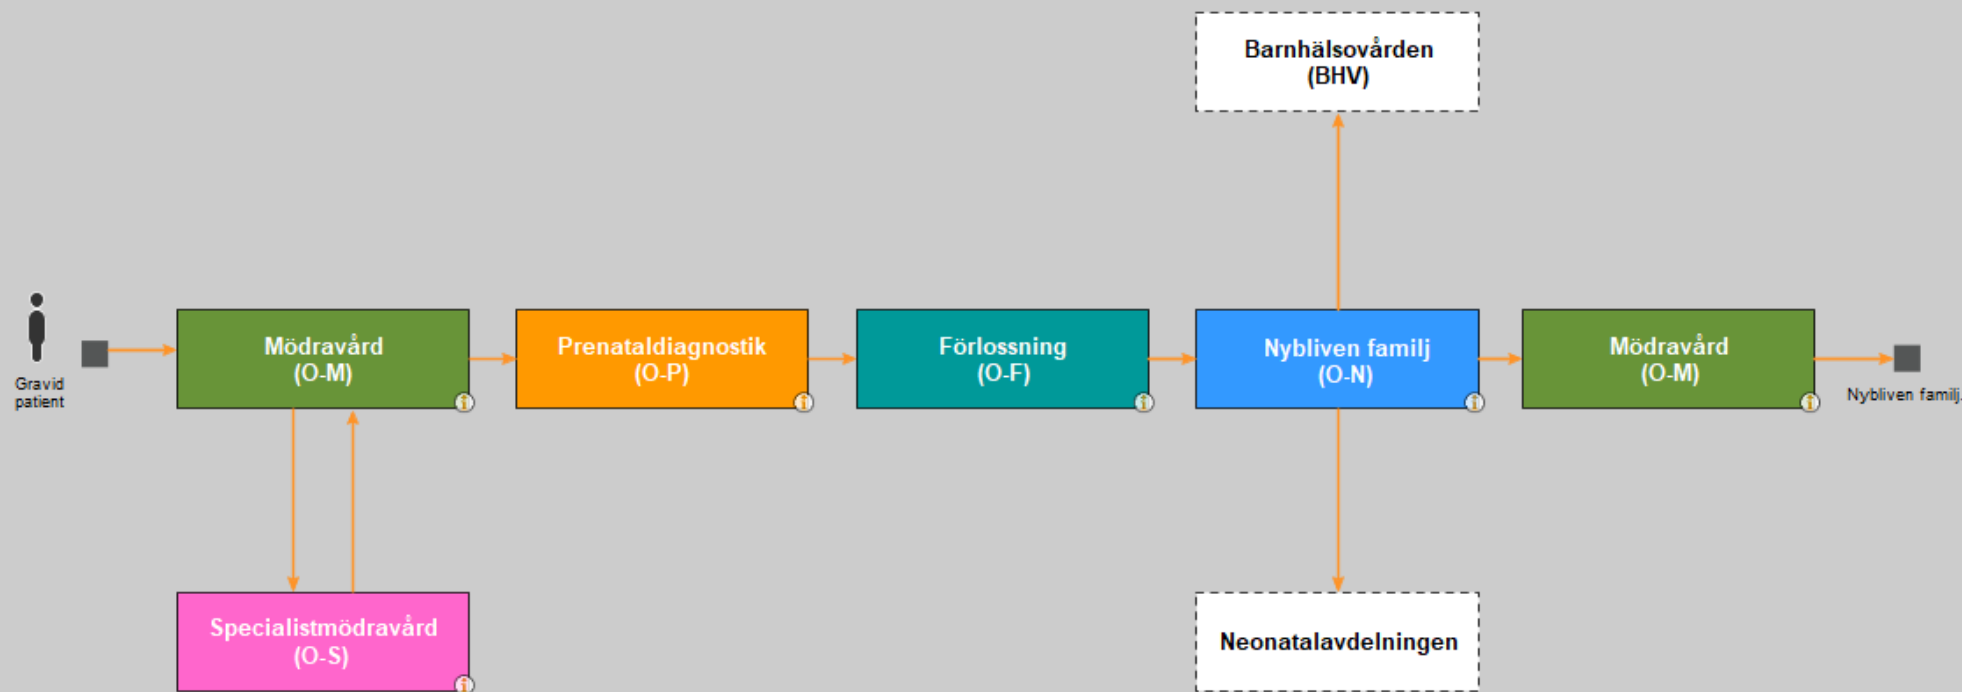 Barnhälsovården
(BHV)
Gravid
patient
Mödravård
(O-M)
Prenataldiagnostik
(O-P)
Förlossning
(O-F)
Nybliven familj
(O-N)
Mödravård
(O-M)
Nybliven familj.
Specialistmödravård
(O-S)
Neonatalavdelningen